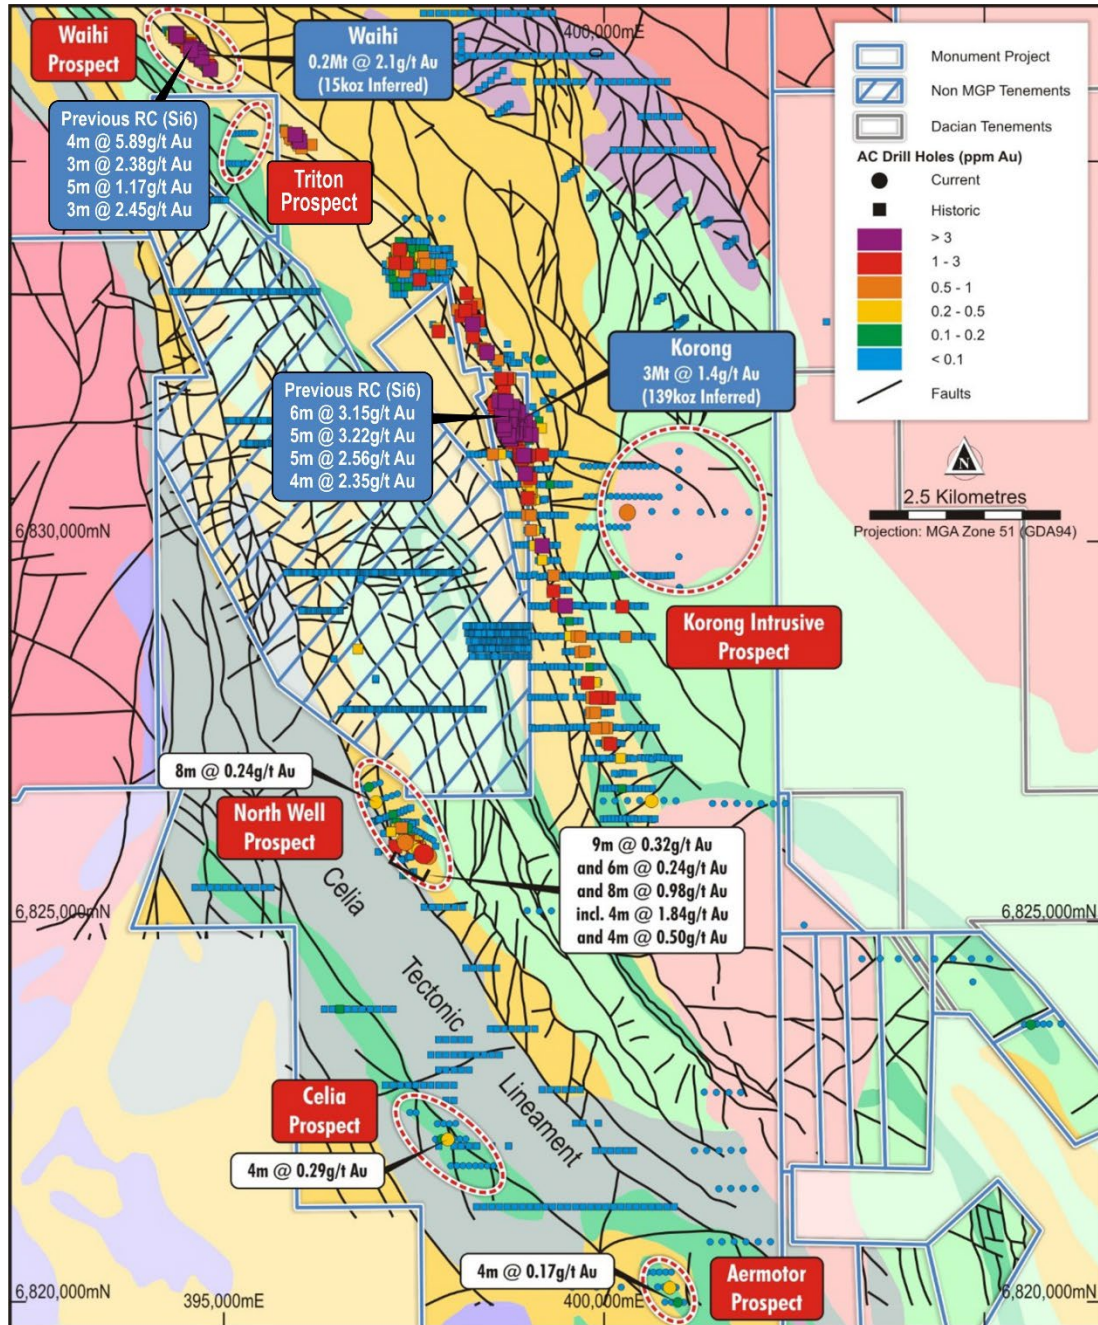 Waihi
Prospect
Waihi
0.2Mt @ 2.1g/t Au
(15koz Inferred)
400,000mE
Previous RC (Si6)
4m @ 5.89g/t Au
3m @ 2.38g/t Au
5m @ 1.17g/t Au
3m @ 2.45g/t Au
Triton
Prospect
Monument Project
Non MGP Tenements
Dacian Tenements
AC Drill Holes (ppm Au)
Current
Historic
> 3
1 - 3
0.5 - 1
0.2 - 0.5
0.1 - 0.2
< 0.1
Faults
Korong
3Mt @ 1.4g/t Au
(139koz Inferred)
Previous RC (Si6)
6m @ 3.15g/t Au
5m @ 3.22g/t Au
5m @ 2.56g/t Au
4m @ 2.35g/t Au
N
2.5 Kilometres
Projection: MGA Zone 51 (GDA94)
6,830,000mN
Korong Intrusive
Prospect
8m @ 0.24g/t Au
North Well
Prospect
9m @ 0.32g/t Au
and 6m @ 0.24g/t Au
and 8m @ 0.98g/t Au
incl. 4m @ 1.84g/t Au
and 4m @ 0.50g/t Au
6,825,000mN
6,825,000mN
Celia
Tectonic
Lineament
Celia
Prospect
4m @ 0.29g/t Au
4m @ 0.17g/t Au
Aermotor
Prospect
6,820,000mN
395,000mE
400,000mE
6,820,000mN